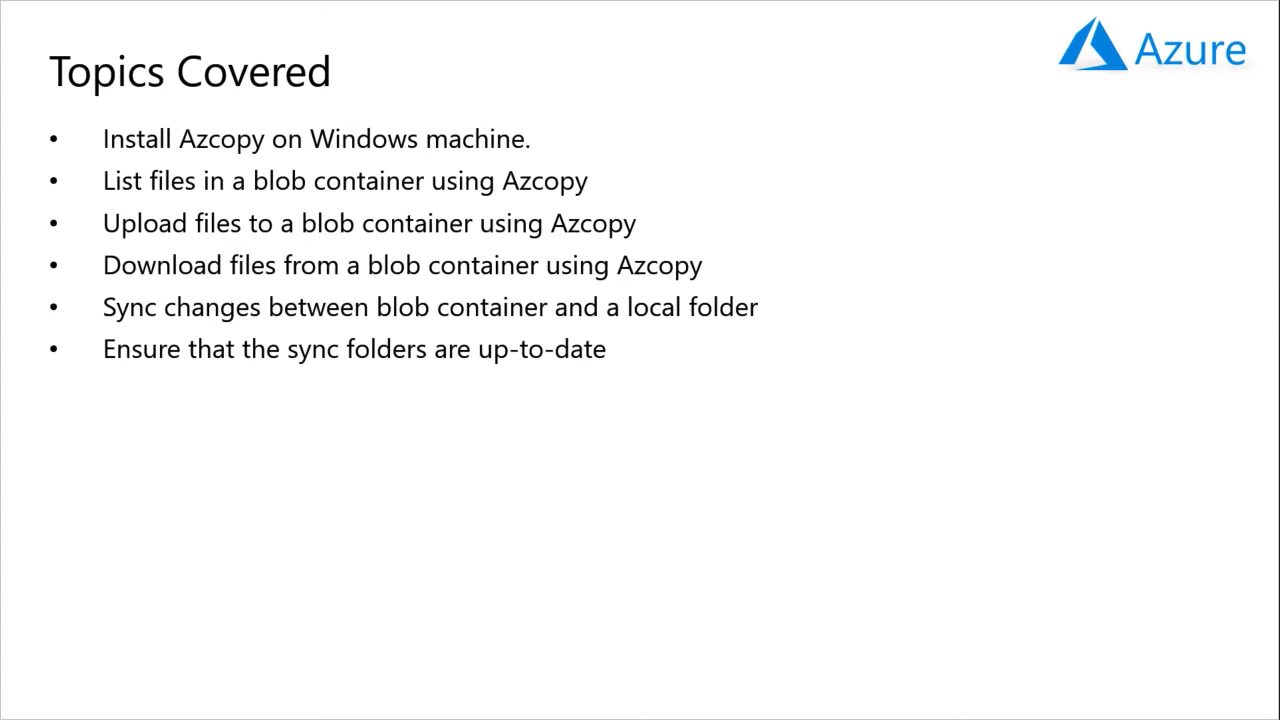 Azure
Topics Covered
• Install Azcopy on Windows machine.
• List files in a blob container using Azcopy
• Upload files to a blob container using Azcopy
• Download files from a blob container using Azcopy
• Sync changes between blob container and a local folder
• Ensure that the sync folders are up-to-date